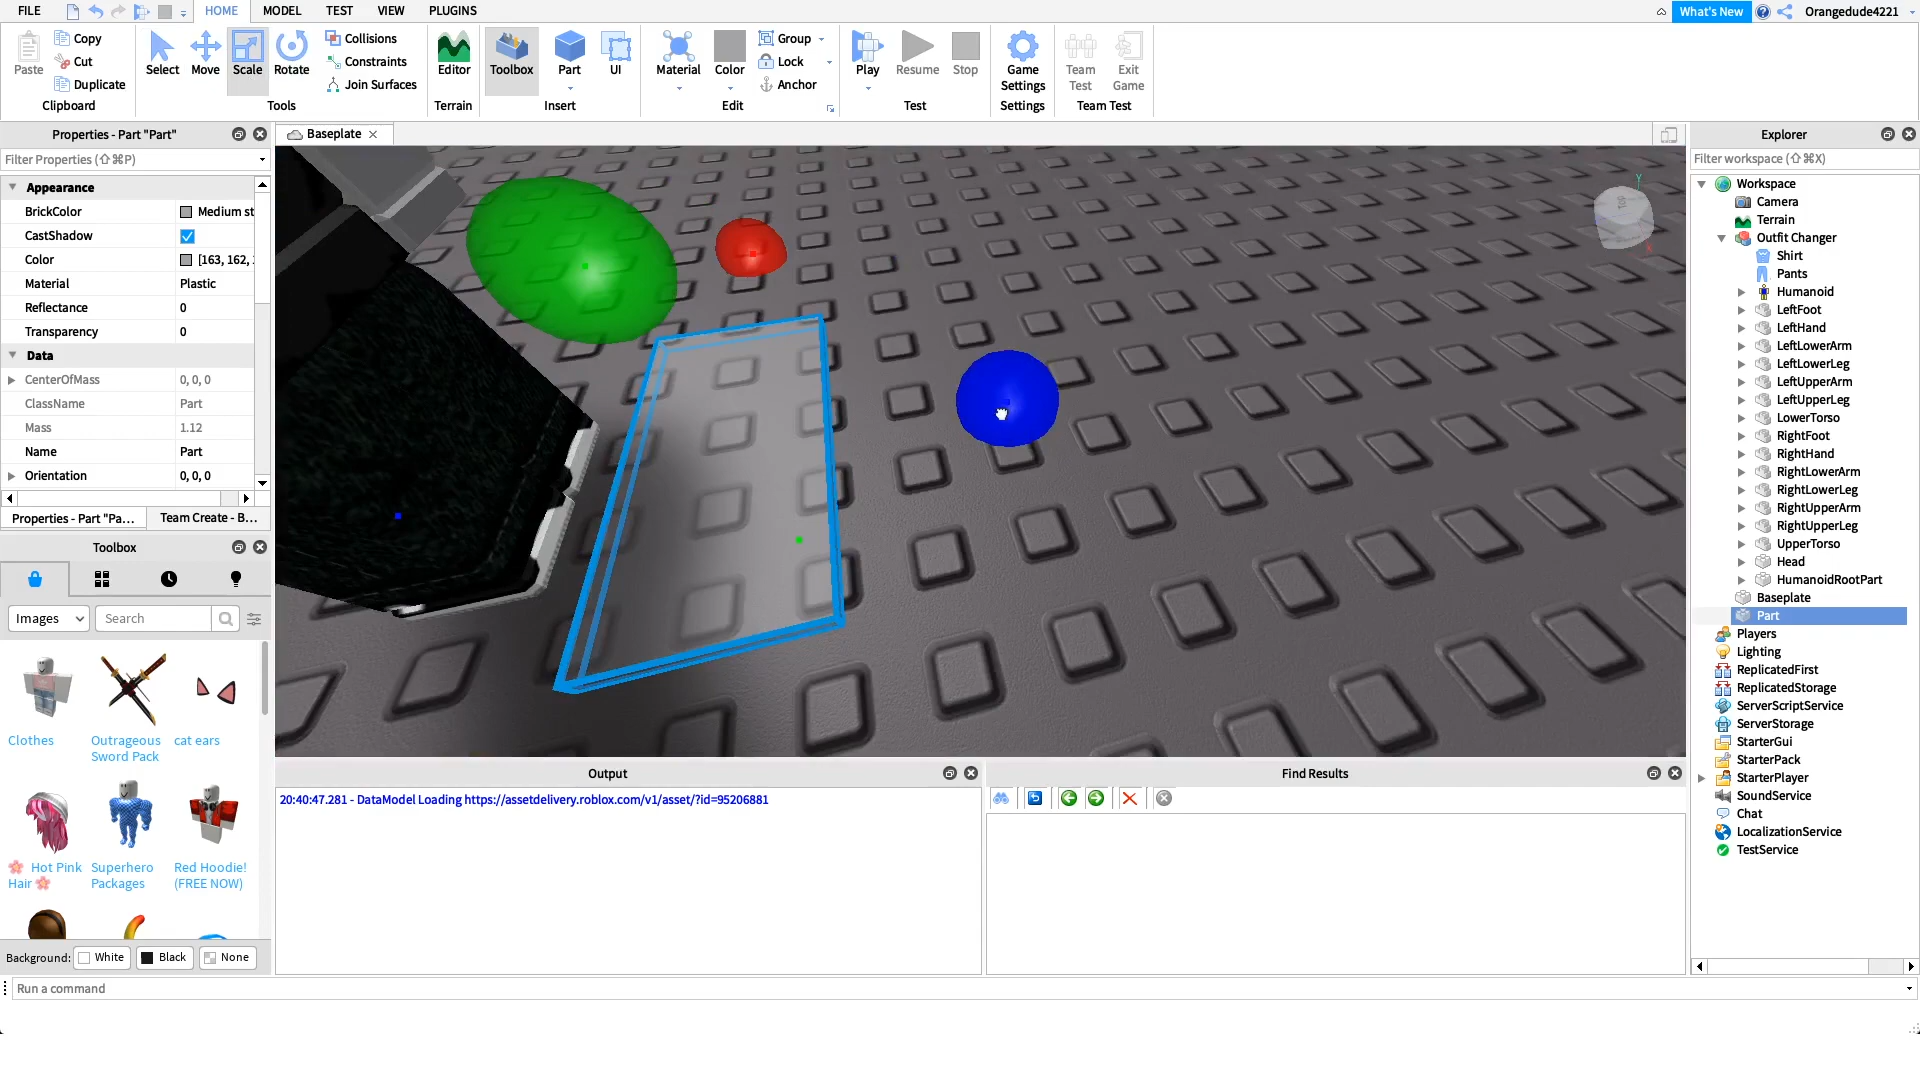 FILE
HOME
MODEL
TEST
VIEW
PLUGINS
What's New
Orangedude4221
Paste
Copy
Cut
Duplicate
Clipboard
Select
Move
Scale
Rotate
Collisions
Constraints
Join Surfaces
Tools
Editor
Terrain
Toolbox
Part
UI
Insert
Material
Color
Group
Lock
Anchor
Edit
Play
Resume
Stop
Test
Game
Settings
Settings
Team
Test
Exit
Game
Team Test
Properties - Part "Part"
Filter Properties (⇧⌘P)
Appearance
BrickColor Medium st
CastShadow
Color [163, 162,
Material Plastic
Reflectance 0
Transparency 0
Data
CenterOfMass 0, 0, 0
ClassName Part
Mass 1.12
Name Part
Orientation 0, 0, 0
Properties - Part "Pa...
Team Create - B...
Toolbox
Images
Search
Clothes
Outrageous
Sword Pack
cat ears
🌸 Hot Pink
Hair 🌸
Superhero
Packages
Red Hoodie!
(FREE NOW)
Background: White Black None
Run a command
Baseplate
Y
X
Output
20:40:47.281 - DataModel Loading https://assetdelivery.roblox.com/v1/asset/?id=95206881
Find Results
Explorer
Filter workspace (⇧⌘X)
Workspace
Camera
Terrain
Outfit Changer
Shirt
Pants
Humanoid
LeftFoot
LeftHand
LeftLowerArm
LeftLowerLeg
LeftUpperArm
LeftUpperLeg
LowerTorso
RightFoot
RightHand
RightLowerArm
RightLowerLeg
RightUpperArm
RightUpperLeg
UpperTorso
Head
HumanoidRootPart
Baseplate
Part
Players
Lighting
ReplicatedFirst
ReplicatedStorage
ServerScriptService
ServerStorage
StarterGui
StarterPack
StarterPlayer
SoundService
Chat
LocalizationService
TestService